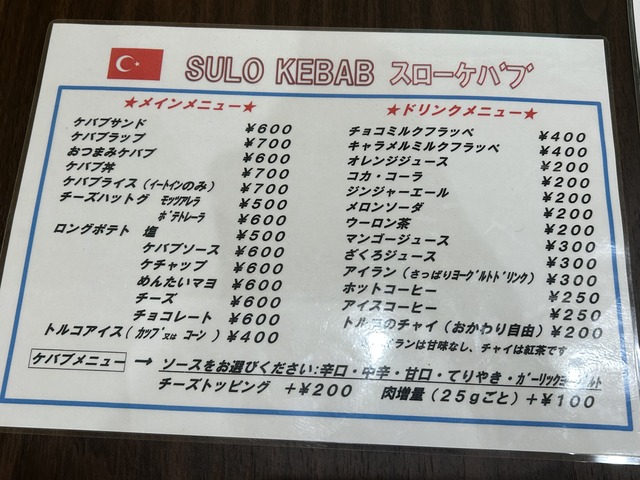 SULO KEBAB スローケバブ
★メインメニュー★
ケバブサンド ¥600
ケバブラップ ¥700
おつまみケバブ ¥600
ケバブ丼 ¥700
ケバブライス(イートインのみ) ¥700
チーズハットグ モッツアレラ ¥500
ポテトレーラ ¥600
ロングポテト 塩 ¥500
ケバブソース ¥600
ケチャップ ¥600
めんたいマヨ ¥600
チーズ ¥600
チョコレート ¥600
トルコアイス(カップ又はコーン) ¥400
★ドリンクメニュー★
チョコミルクフラッペ ¥400
キャラメルミルクフラッペ ¥400
オレンジジュース ¥200
コカ・コーラ ¥200
ジンジャーエール ¥200
メロンソーダ ¥200
ウーロン茶 ¥200
マンゴージュース ¥300
ざくろジュース ¥300
アイラン(さっぱりヨーグルトドリンク) ¥300
ホットコーヒー ¥250
アイスコーヒー ¥250
トルコのチャイ(おかわり自由) ¥200
ランは甘味なし、チャイは紅茶です
ケバブメニュー → ソースをお選びください:辛口・中辛・甘口・てりやき・ガーリックヨーグルト
チーズトッピング +¥200 肉増量(25gごと)+¥100